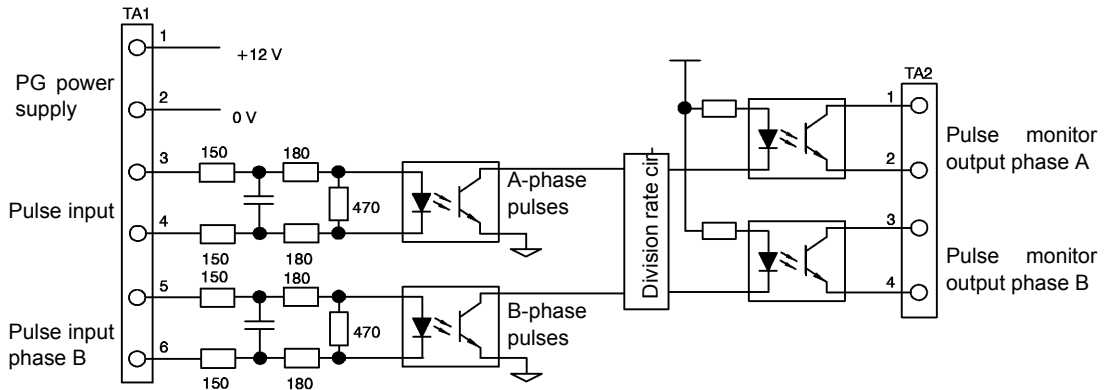 TA1
1
+12 V
PG power
supply
2
0 V
3
150
180
Pulse input
470
A-phase
pulses
4
150
180
5
150
180
Pulse input
phase B
470
B-phase
pulses
6
150
180
Division rate cir-
TA2
1
Pulse monitor
output phase A
2
3
Pulse monitor
output phase B
4